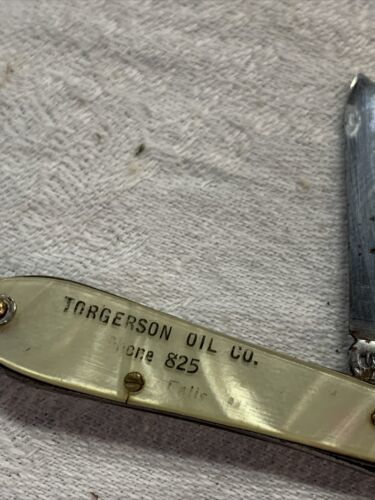 TORGERSON OIL CO.
Phone 825
Falls